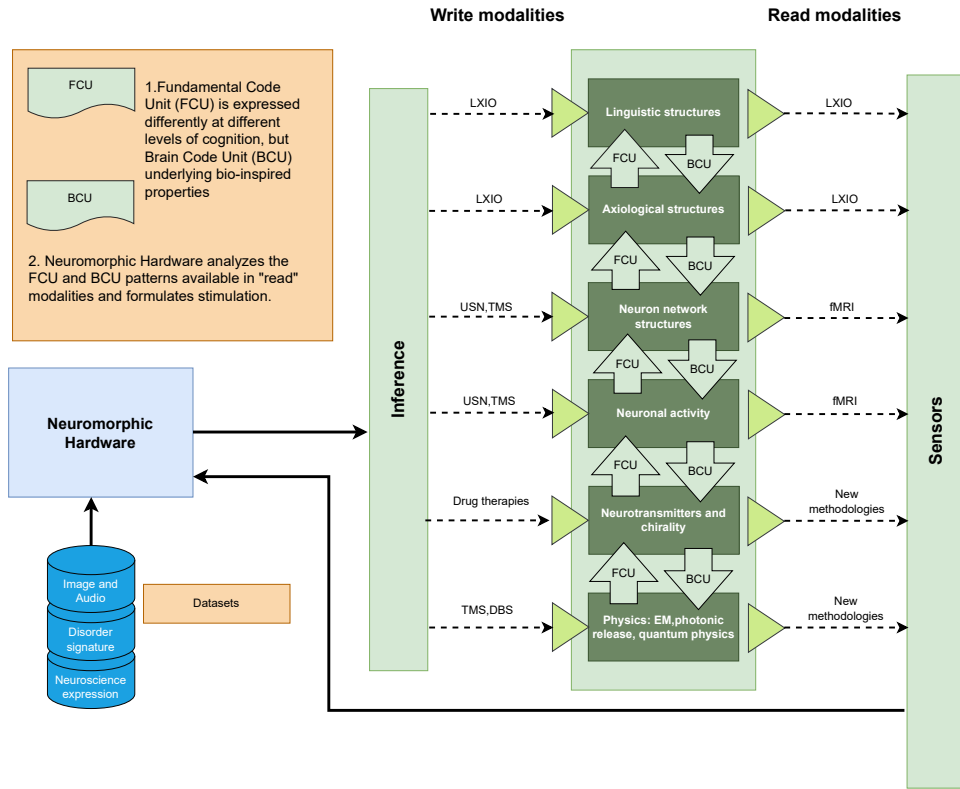 Write modalities
Read modalities
FCU
BCU
1.Fundamental Code
Unit (FCU) is expressed
differently at different
levels of cognition, but
Brain Code Unit (BCU)
underlying bio-inspired
properties
2. Neuromorphic Hardware analyzes the
FCU and BCU patterns available in "read"
modalities and formulates stimulation.
Neuromorphic
Hardware
Image and
Audio
Disorder
signature
Neuroscience
expression
Datasets
Inference
LXIO
LXIO
USN,TMS
USN,TMS
Drug therapies
TMS,DBS
Linguistic structures
FCU
BCU
Axiological structures
FCU
BCU
Neuron network
structures
FCU
BCU
Neuronal activity
FCU
BCU
Neurotransmitters and
chirality
FCU
BCU
Physics: EM,photonic
release, quantum physics
LXIO
LXIO
fMRI
fMRI
New
methodologies
New
methodologies
Sensors